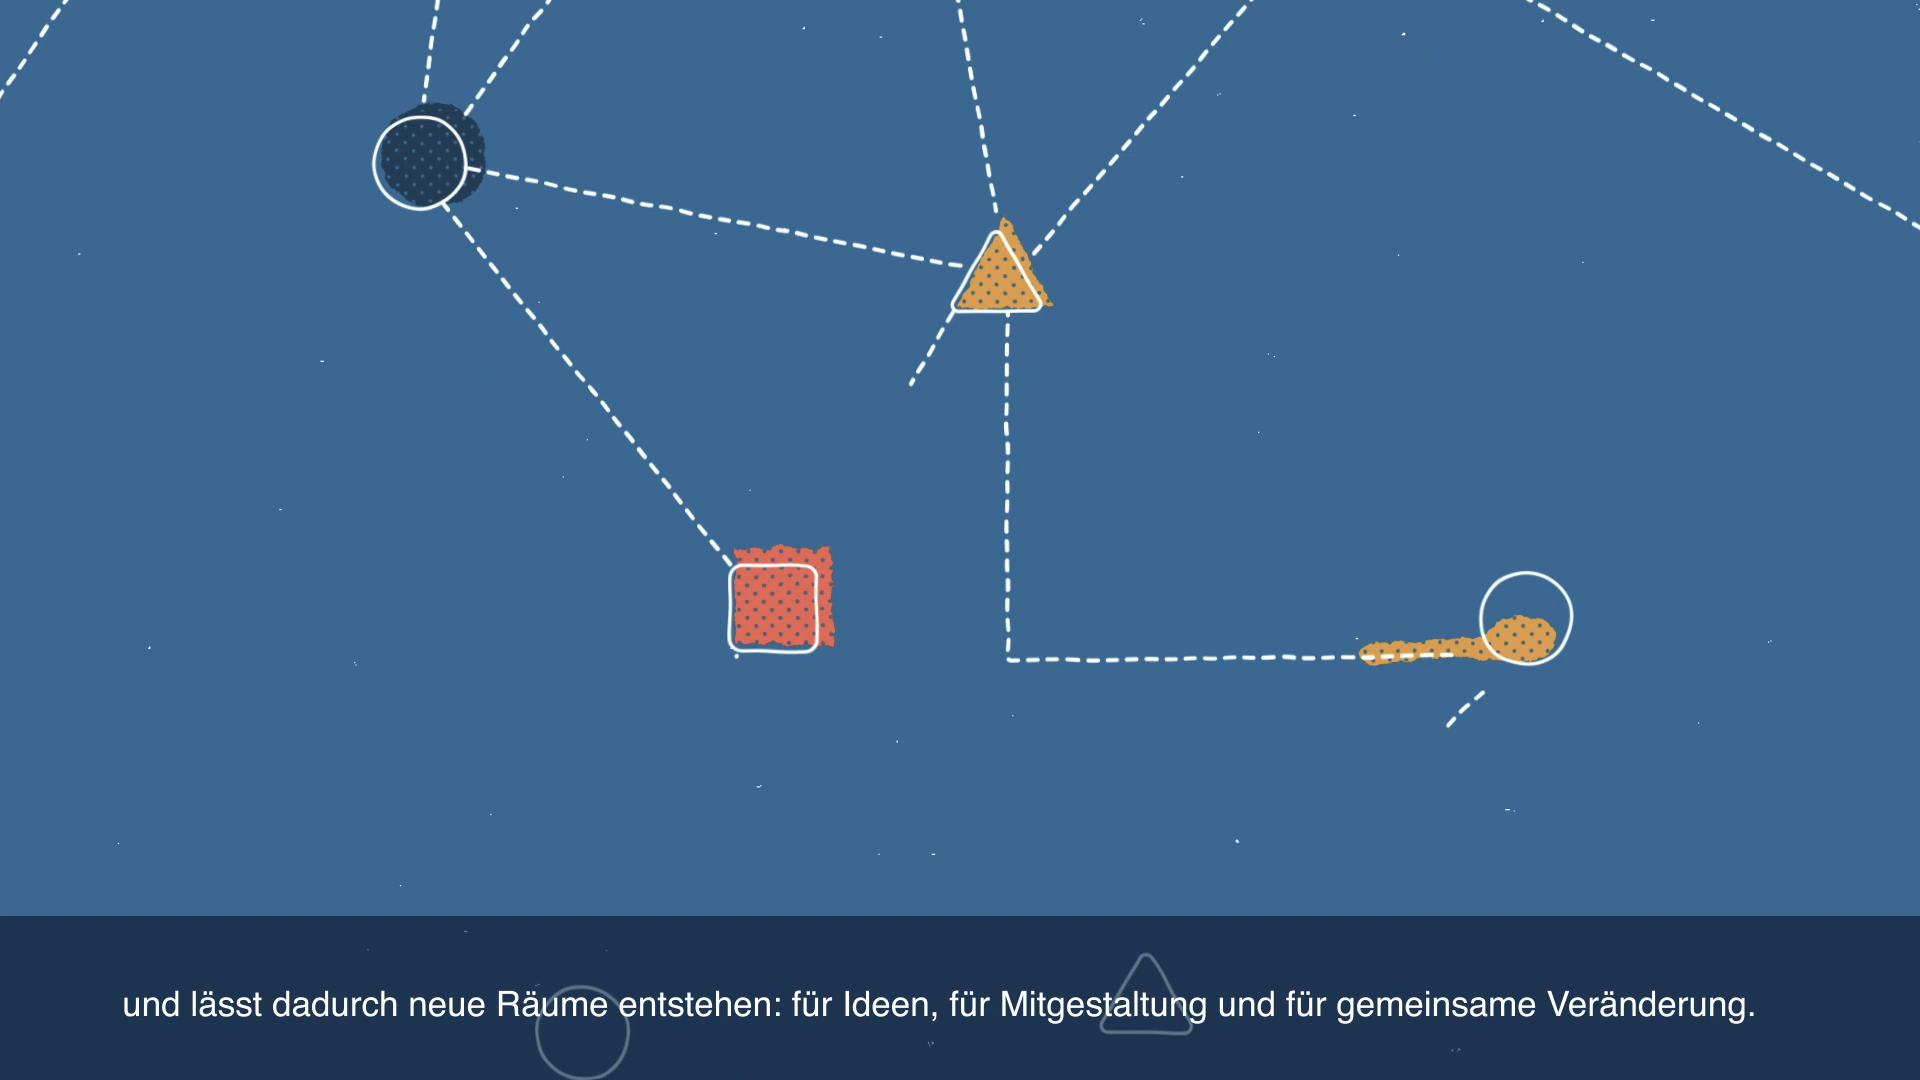 und lässt dadurch neue Räume entstehen: für Ideen, für Mitgestaltung und für gemeinsame Veränderung.